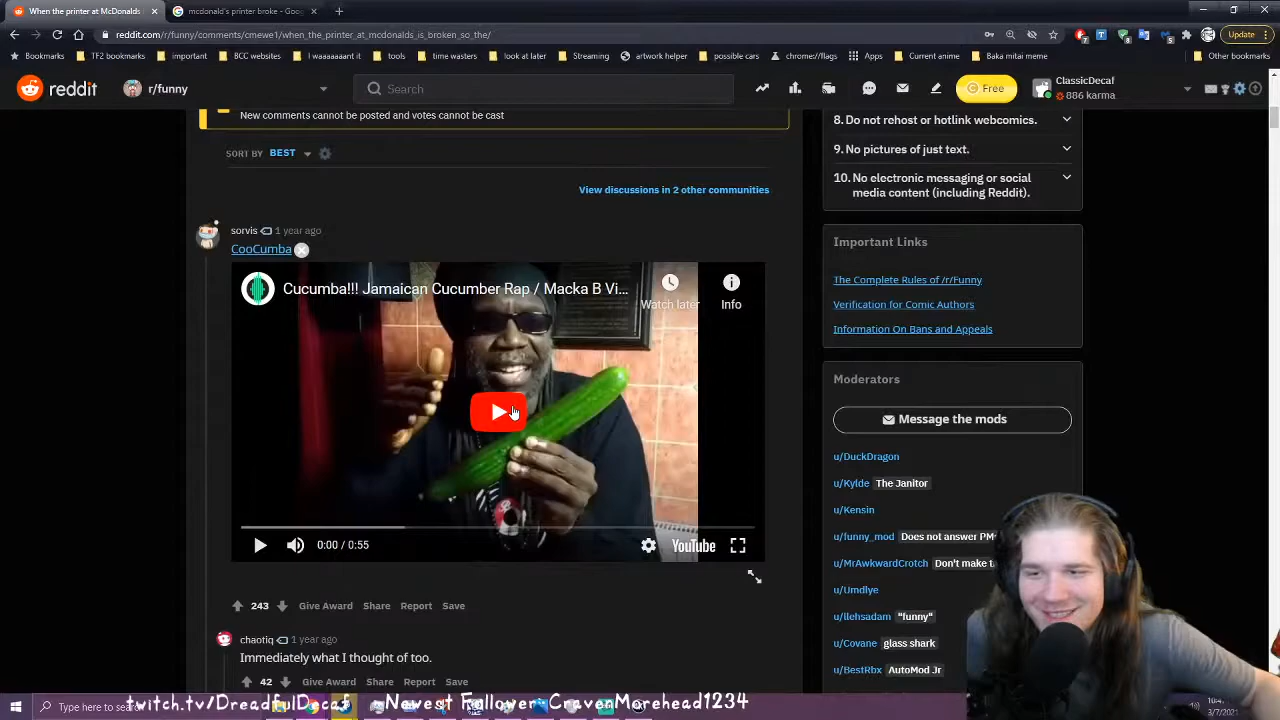 When the printer at McDonalds
mcdonald's printer broke - Goog
reddit.com/r/funny/comments/cmewe1/when_the_printer_at_mcdonalds_is_broken_so_the/
Update
Bookmarks
TF2 bookmarks
important
BCC websites
I waaaaaaant it
tools
time wasters
look at later
Streaming
artwork helper
possible cars
chrome://flags
Apps
Current anime
Baka mitai meme
Other bookmarks
reddit
r/funny
Search
Free
ClassicDecaf
886 karma
New comments cannot be posted and votes cannot be cast
SORT BY BEST
View discussions in 2 other communities
sorvis 1 year ago
CooCumba
Cucumba!!! Jamaican Cucumber Rap / Macka B Vi...
Watch later
Info
0:00 / 0:55
YouTube
243 Give Award Share Report Save
chaotiq 1 year ago
Immediately what I thought of too.
42 Give Award Share Report Save
8. Do not rehost or hotlink webcomics.
9. No pictures of just text.
10. No electronic messaging or social
media content (including Reddit).
Important Links
The Complete Rules of /r/Funny
Verification for Comic Authors
Information On Bans and Appeals
Moderators
Message the mods
u/DuckDragon
u/Kylde The Janitor
u/Kensin
u/funny_mod Does not answer PM
u/MrAwkwardCrotch Don't make
u/Umdlye
u/llehsadam "funny"
u/Covane glass shark
u/BestRbx AutoMod Jr
Type here to search
twitch.tv/DreadfulDecaf Newest Follower CravenMorehead1234
3/7/2021